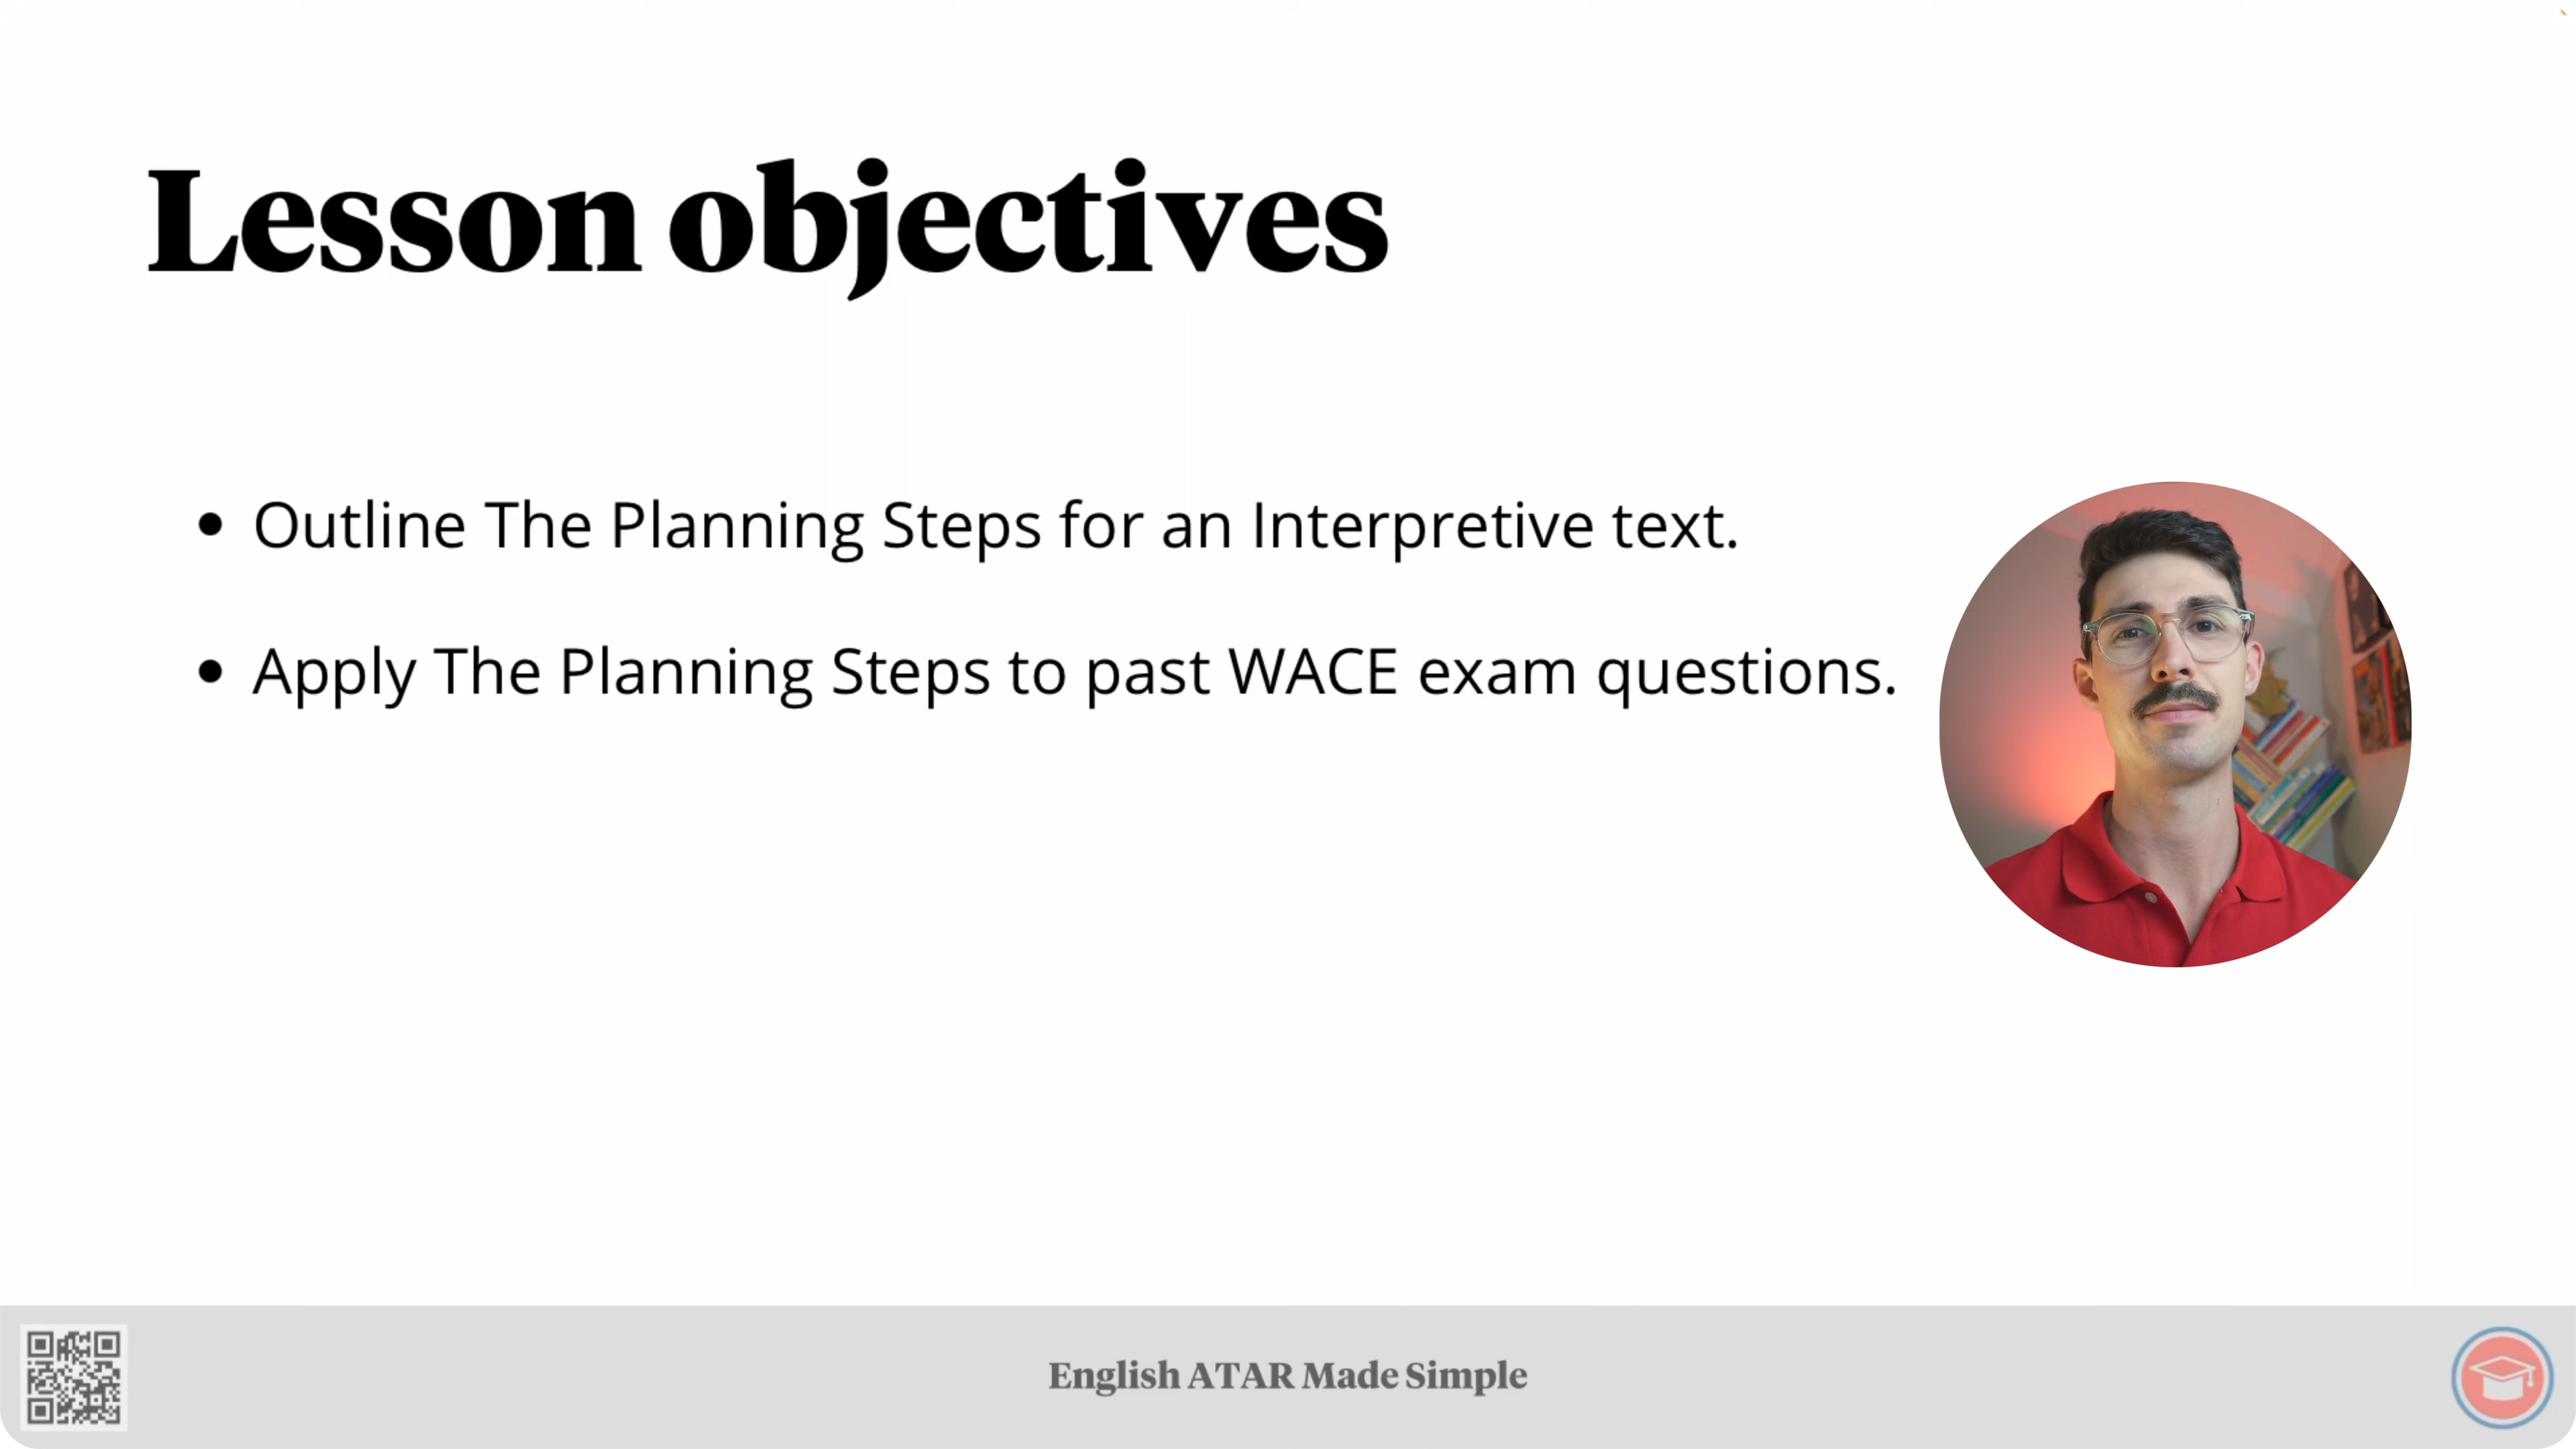 Lesson objectives
• Outline The Planning Steps for an Interpretive text.
• Apply The Planning Steps to past WACE exam questions.
English ATAR Made Simple